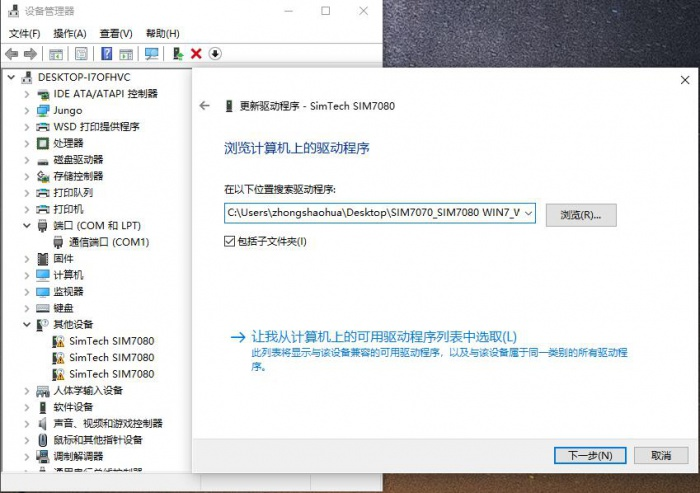 设备管理器
文件(F) 操作(A) 查看(V) 帮助(H)
DESKTOP-I7OFHVC
IDE ATA/ATAPI 控制器
Jungo
WSD 打印提供程序
处理器
磁盘驱动器
存储控制器
打印队列
打印机
端口 (COM 和 LPT)
通信端口 (COM1)
固件
计算机
监视器
键盘
其他设备
SimTech SIM7080
SimTech SIM7080
SimTech SIM7080
人体学输入设备
软件设备
声音、视频和游戏控制器
鼠标和其他指针设备
调制解调器
更新驱动程序 - SimTech SIM7080
浏览计算机上的驱动程序
在以下位置搜索驱动程序:
C:\Users\zhongshaohua\Desktop\SIM7070_SIM7080 WIN7_V
浏览(R)...
包括子文件夹(I)
让我从计算机上的可用驱动程序列表中选取(L)
此列表将显示与该设备兼容的可用驱动程序，以及与该设备属于同一类别的所有驱动程
序。
下一步(N)
取消